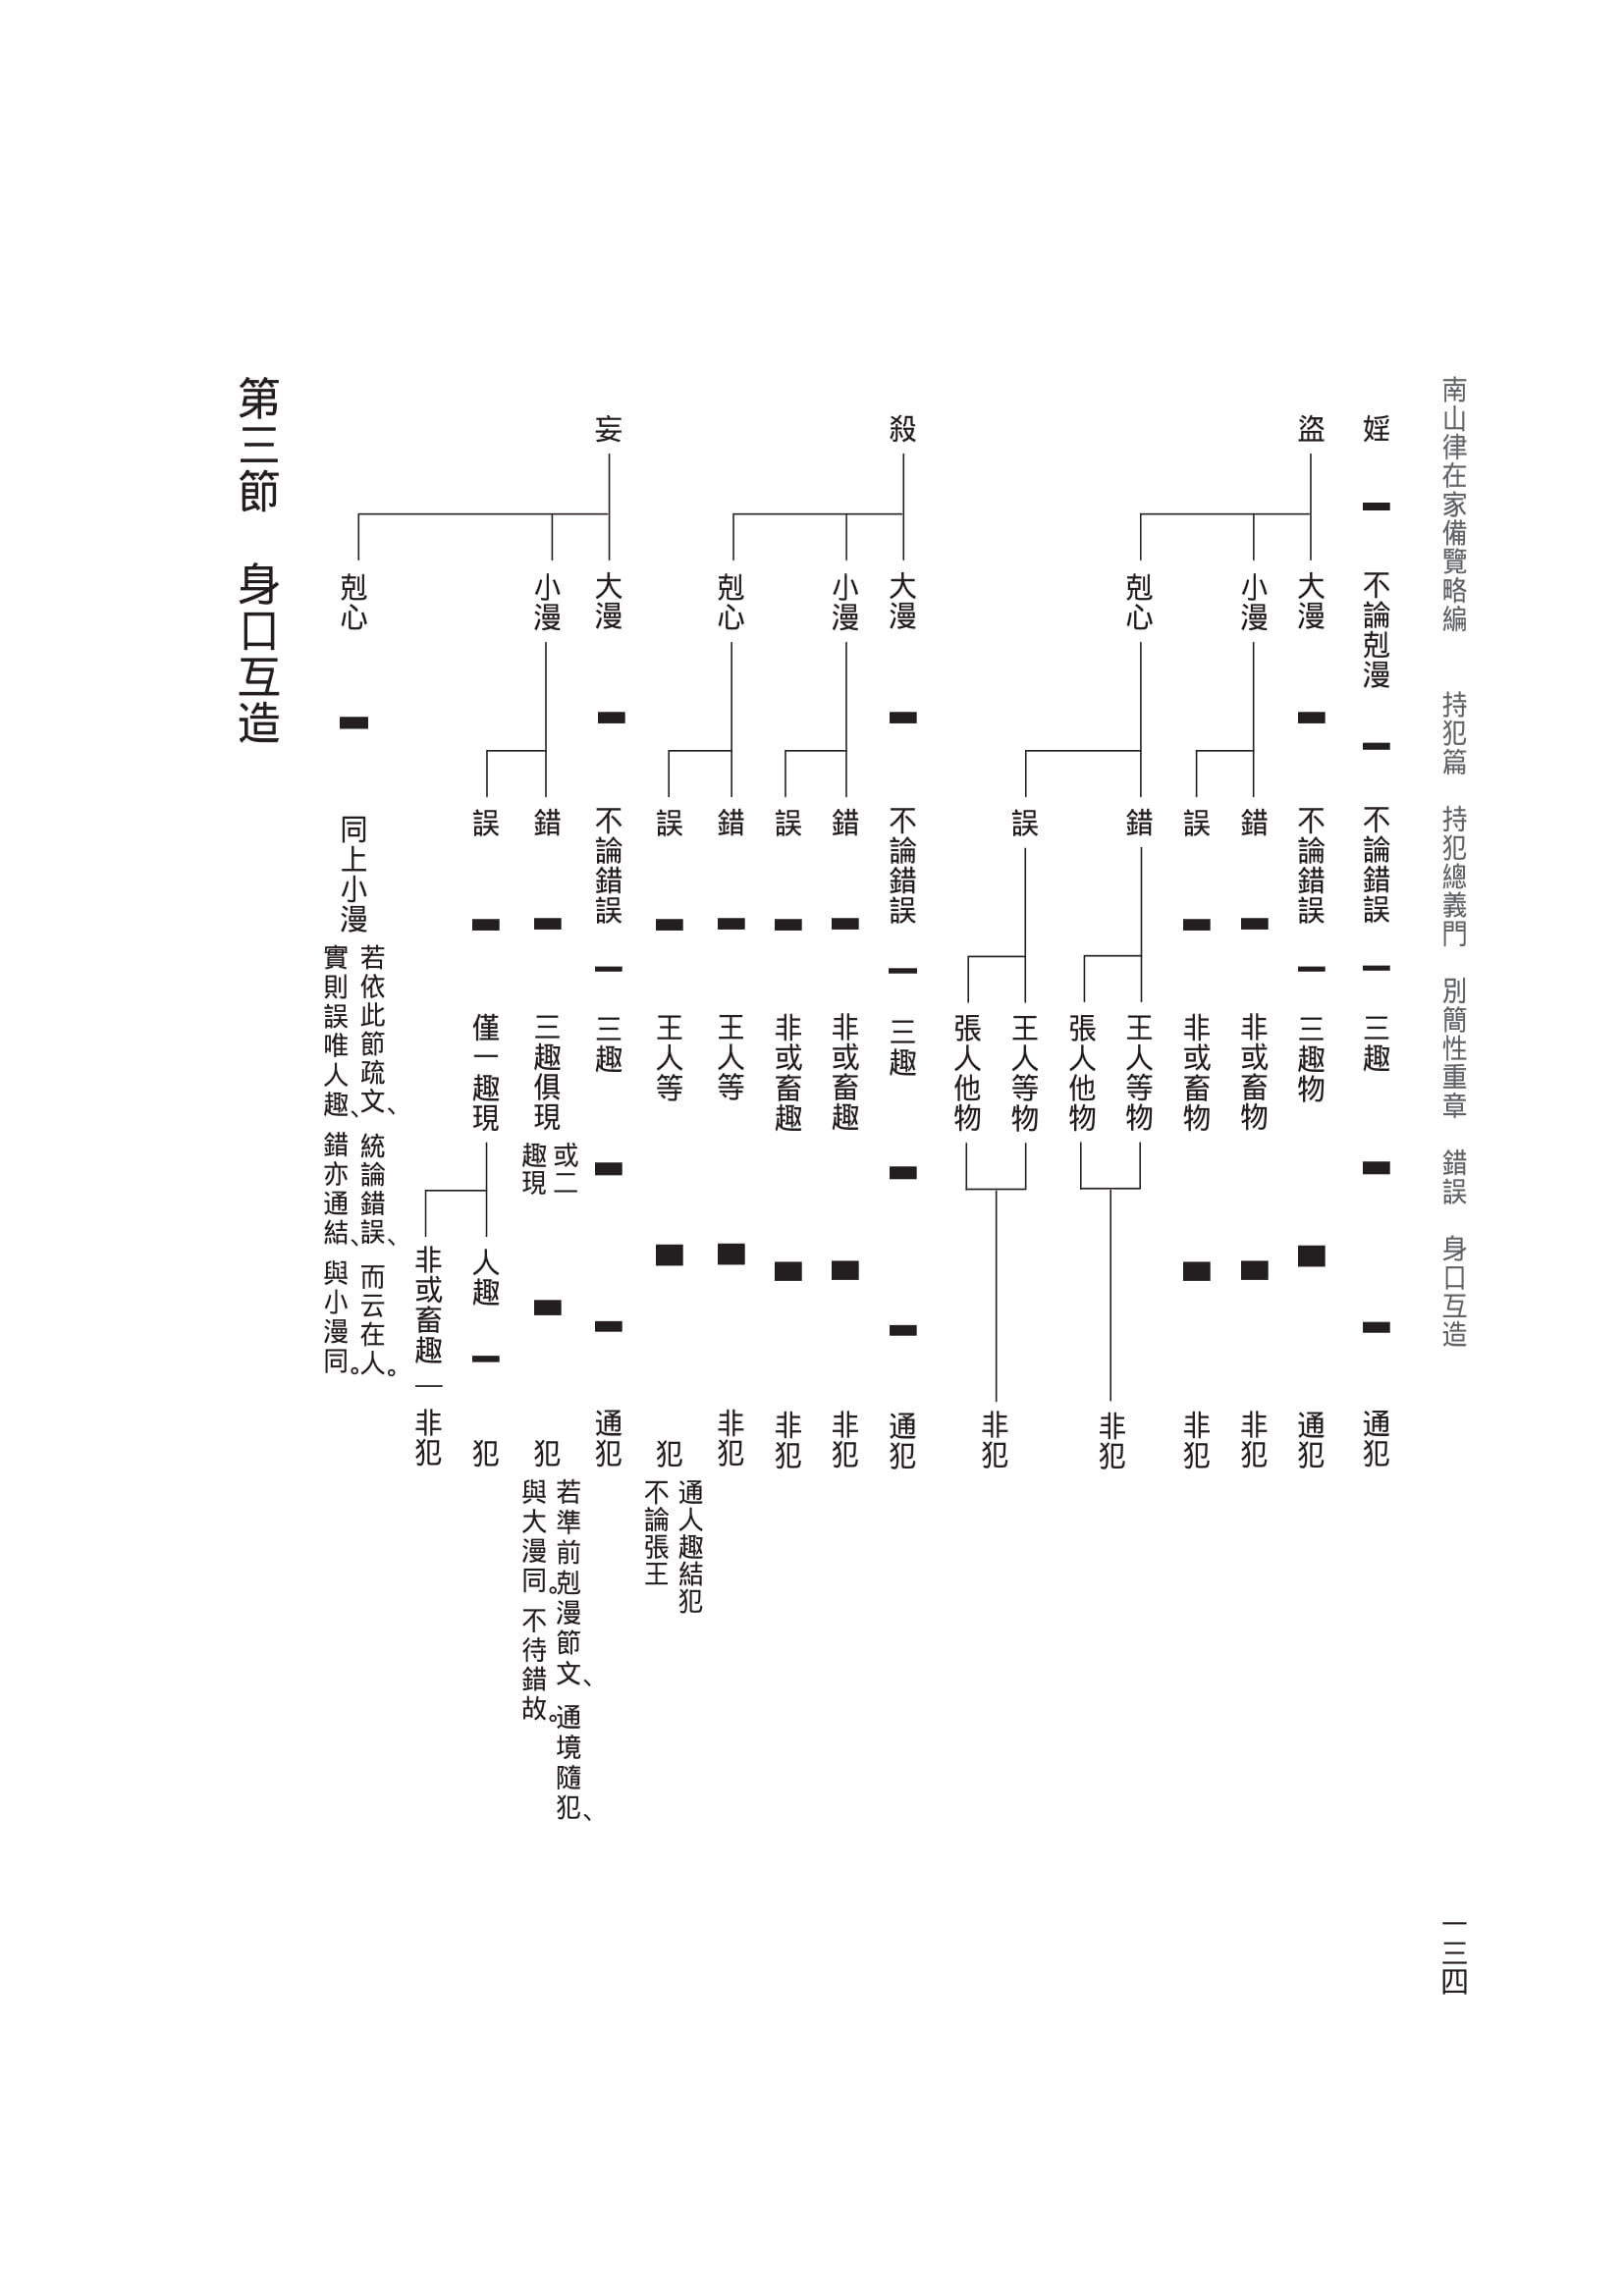 南山律在家備覽略編　持犯篇　持犯總義門　別簡性重章　錯誤　身口互造
一三四
婬　不論剋漫　不論錯誤　三趣　通犯
盜
大漫　不論錯誤　三趣物　通犯
小漫
錯　非或畜物　非犯
誤　非或畜物　非犯
剋心
錯
王人等物
張人他物
非犯
誤
王人等物
張人他物
非犯
殺
大漫　不論錯誤　三趣　通犯
小漫
錯　非或畜趣　非犯
誤　非或畜趣　非犯
剋心
錯　王人等　非犯
誤　王人等　犯
通人趣結犯
不論張王
妄
大漫　不論錯誤　三趣　通犯
小漫
錯　三趣俱現
或二
趣現
犯
若準前剋漫節文、通境隨犯、
與大漫同。不待錯故。
誤　僅一趣現
人趣　犯
非或畜趣　非犯
剋心　同上小漫
若依此節疏文、統論錯誤、而云在人。
實則誤唯人趣、錯亦通結、與小漫同。
第三節　身口互造